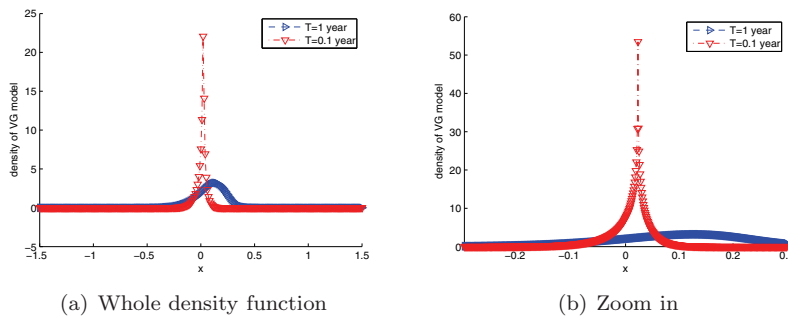 density of VG model
25
20
15
10
5
0
−5
−1.5
−1
−0.5
0
0.5
1
1.5
x
T=1 year
T=0.1 year
(a) Whole density function
density of VG model
60
50
40
30
20
10
0
−0.2
−0.1
0
0.1
0.2
x
T=1 year
T=0.1 year
(b) Zoom in